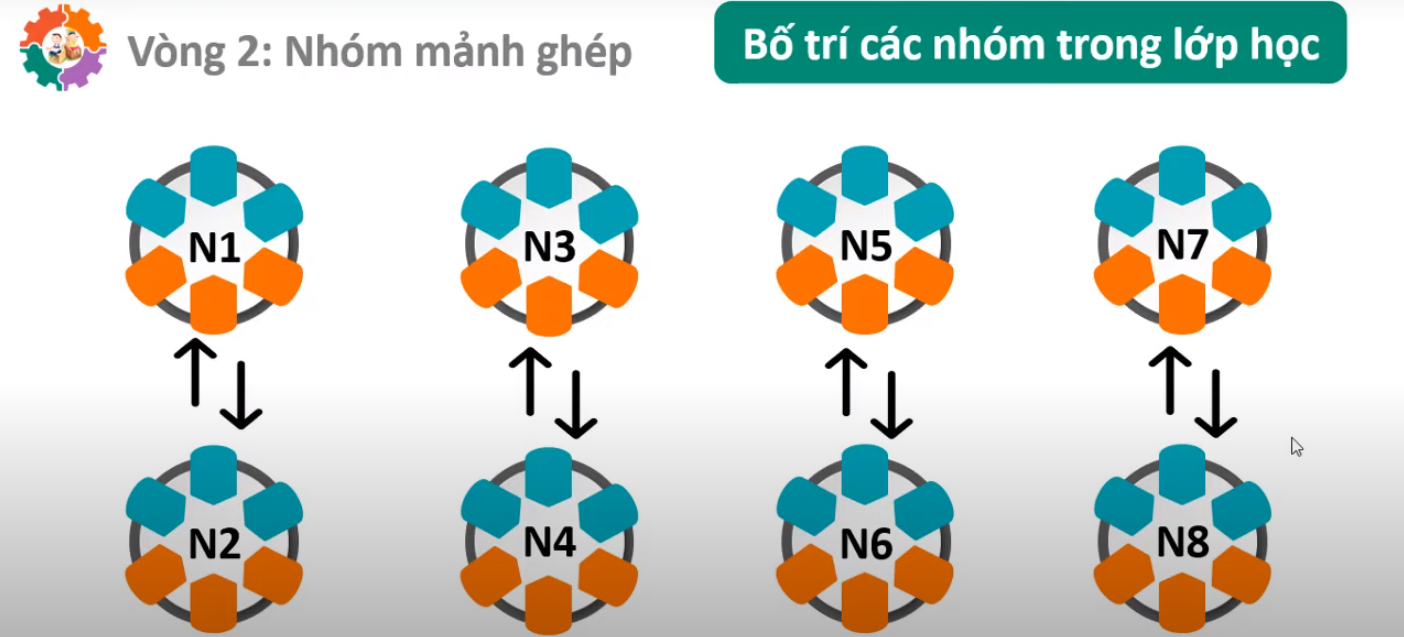 Vòng 2: Nhóm mảnh ghép
Bố trí các nhóm trong lớp học
N1
N3
N5
N7
N2
N4
N6
N8